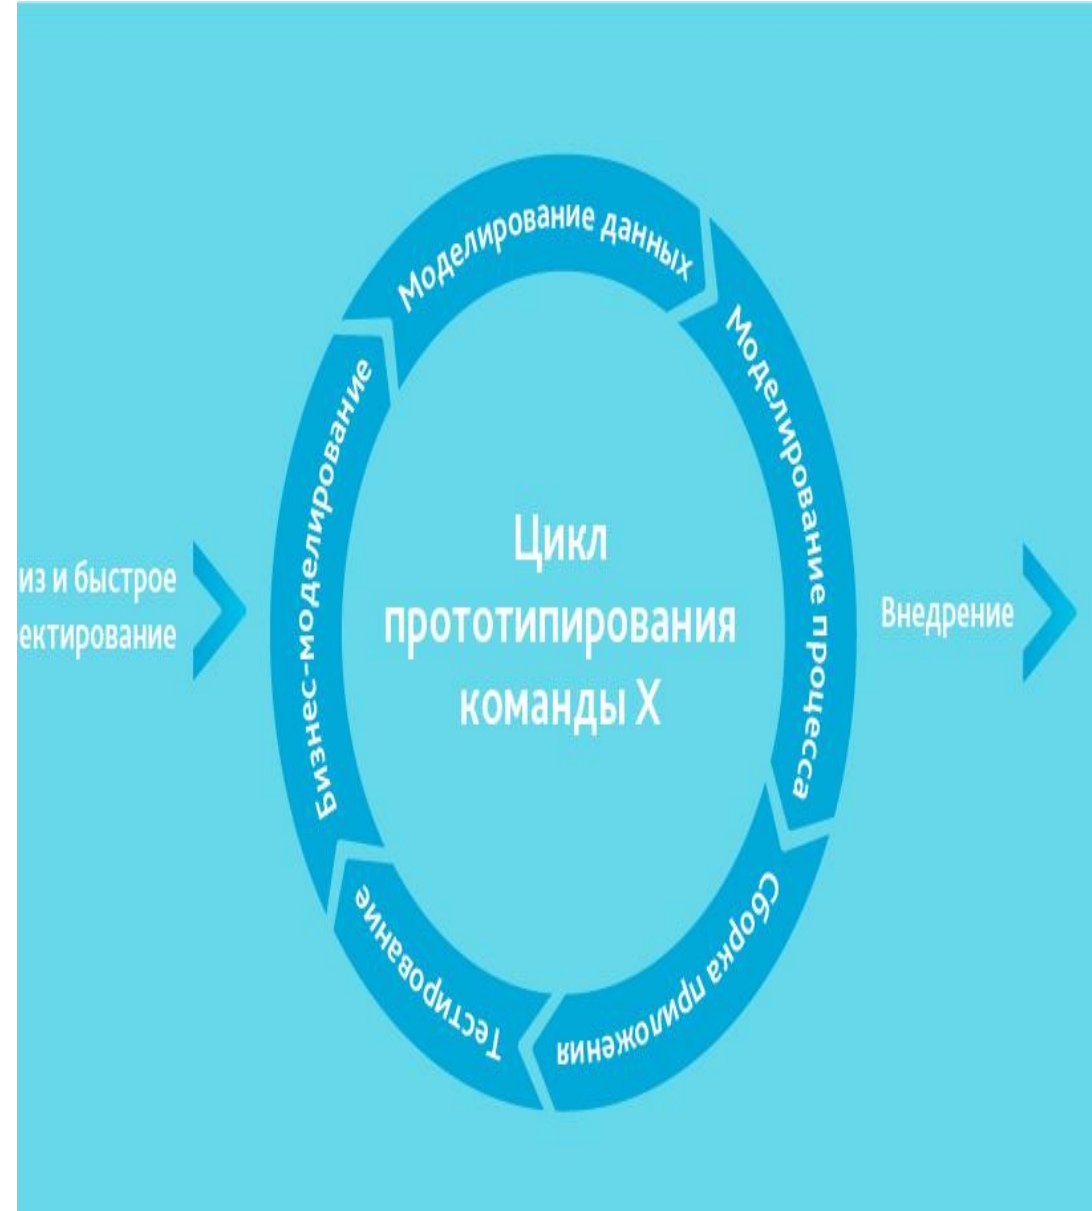 из и быстрое
ектирование
Бизнес-моделирование
Моделирование данных
Моделирование процесса
Сборка приложения
Тестирование
Цикл
прототипирования
команды X
Внедрение